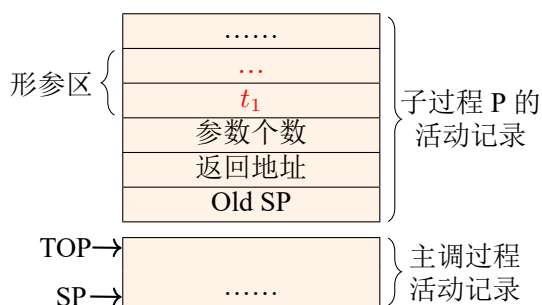 ……
…
形参区
t₁
子过程 P 的
活动记录
参数个数
返回地址
Old SP
TOP
主调过程
活动记录
SP
……